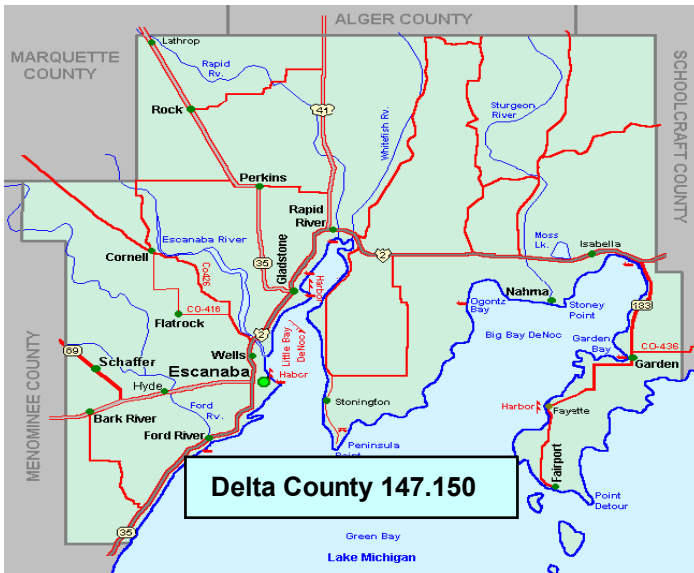 ALGER COUNTY
MARQUETTE
COUNTY
SCHOOLCRAFT COUNTY
MENOMINEE COUNTY
Lathrop
Rapid
Rv.
Rock
41
Whitefish Rv.
Sturgeon
River
Perkins
Rapid
River
Escanaba River
Cornell
Co426
35
Gladstone
Harbor
2
Moss
Lk.
Isabella
CO-416
Flatrock
2
Nahma
Ogontz
Bay
Stoney
Point
183
Little Bay
DeNoc
Big Bay DeNoc
Garden
Bay
CO-436
Garden
69
Schaffer
Wells
Escanaba
Habor
Hyde
Ford
Rv.
Bark River
Ford River
Stonington
Harbor
Fayette
Peninsula
Fairport
Point
Detour
Delta County 147.150
35
Green Bay
Lake Michigan